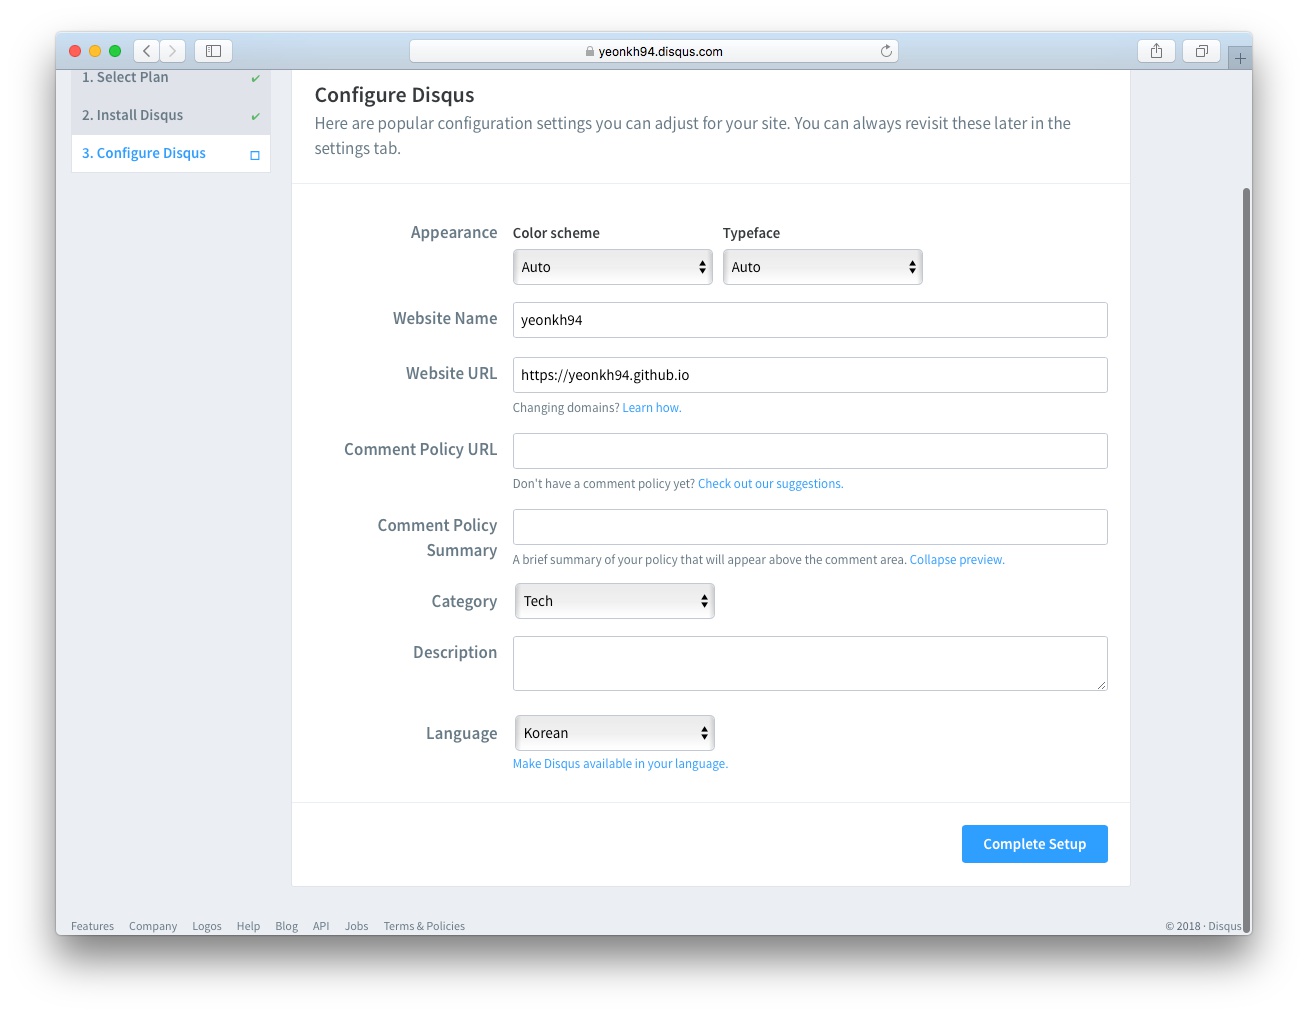 yeonkh94.disqus.com
1. Select Plan
2. Install Disqus
3. Configure Disqus
Configure Disqus
Here are popular configuration settings you can adjust for your site. You can always revisit these later in the
settings tab.
Appearance
Color scheme
Typeface
Auto
Auto
Website Name
yeonkh94
Website URL
https://yeonkh94.github.io
Changing domains? Learn how.
Comment Policy URL
Don't have a comment policy yet? Check out our suggestions.
Comment Policy
Summary
A brief summary of your policy that will appear above the comment area. Collapse preview.
Category
Tech
Description
Language
Korean
Make Disqus available in your language.
Complete Setup
Features Company Logos Help Blog API Jobs Terms & Policies
© 2018 · Disqus